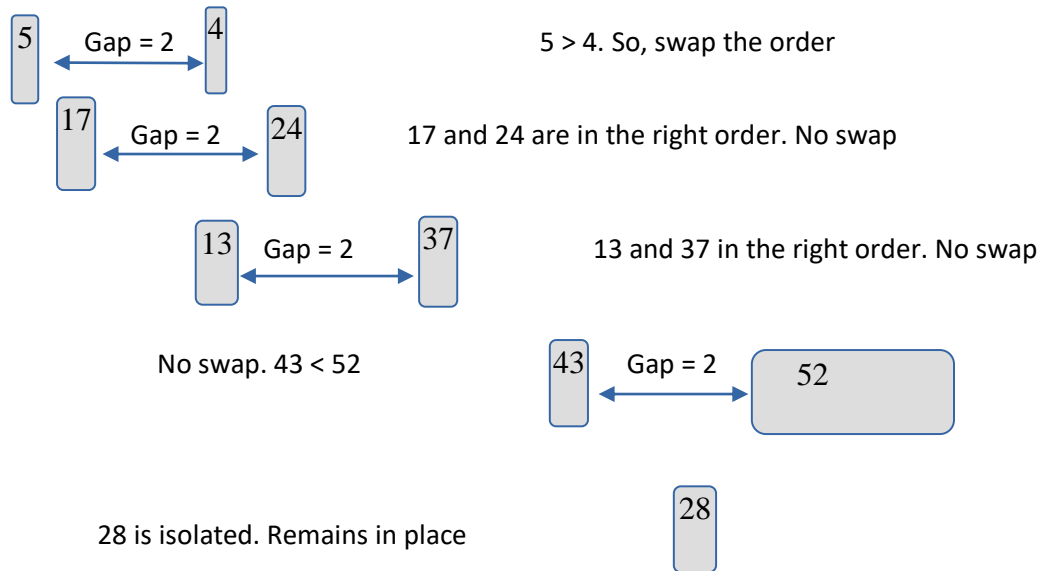 5 Gap = 2 4 5 > 4. So, swap the order
17 Gap = 2 24 17 and 24 are in the right order. No swap
13 Gap = 2 37 13 and 37 in the right order. No swap
No swap. 43 < 52 43 Gap = 2 52
28 is isolated. Remains in place 28